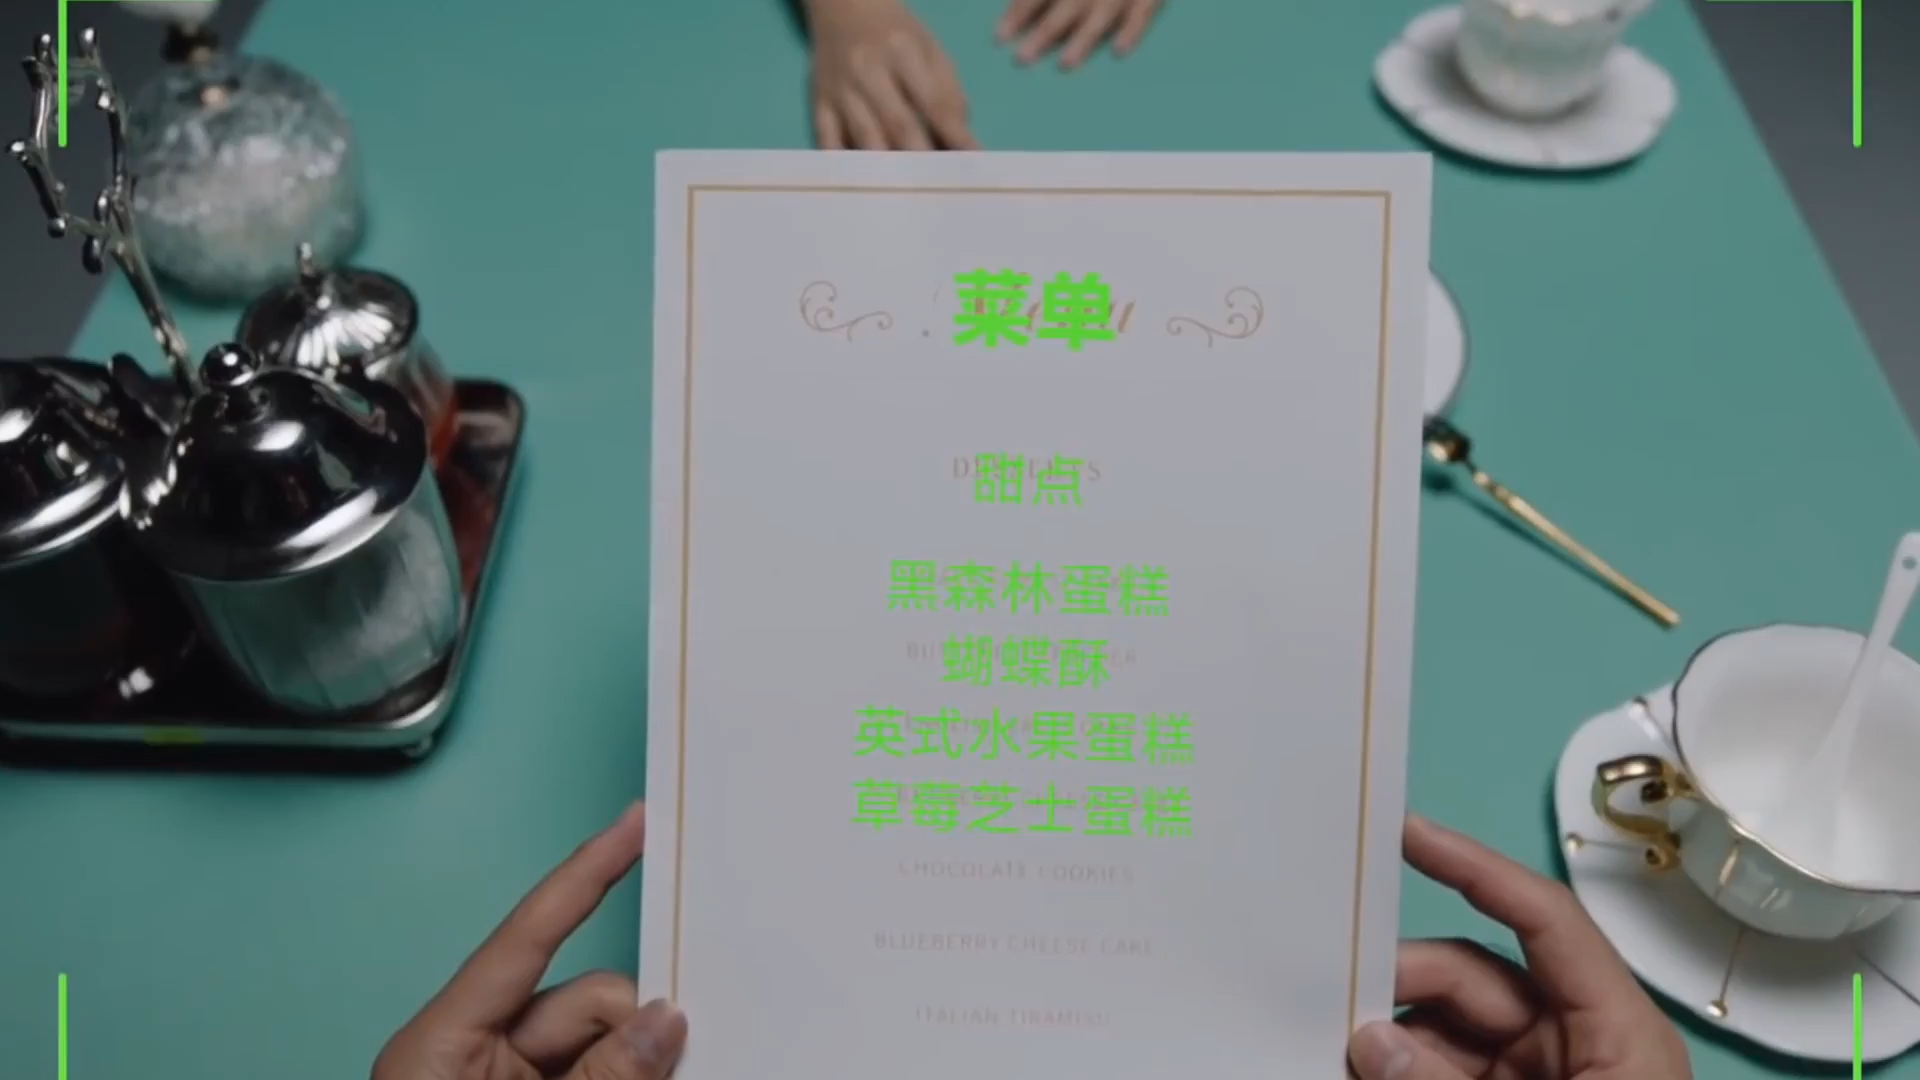 菜单
甜点
黑森林蛋糕
蝴蝶酥
英式水果蛋糕
草莓芝士蛋糕
CHOCOLATE COOKIES
BLUEBERRY CHEESE CAKE
ITALIAN TIRAMISU